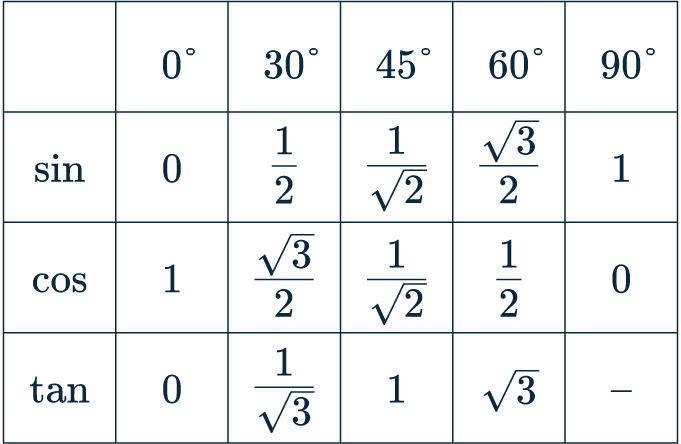 0° 30° 45° 60° 90°
sin 0 1/2 1/√2 √3/2 1
cos 1 √3/2 1/√2 1/2 0
tan 0 1/√3 1 √3 –